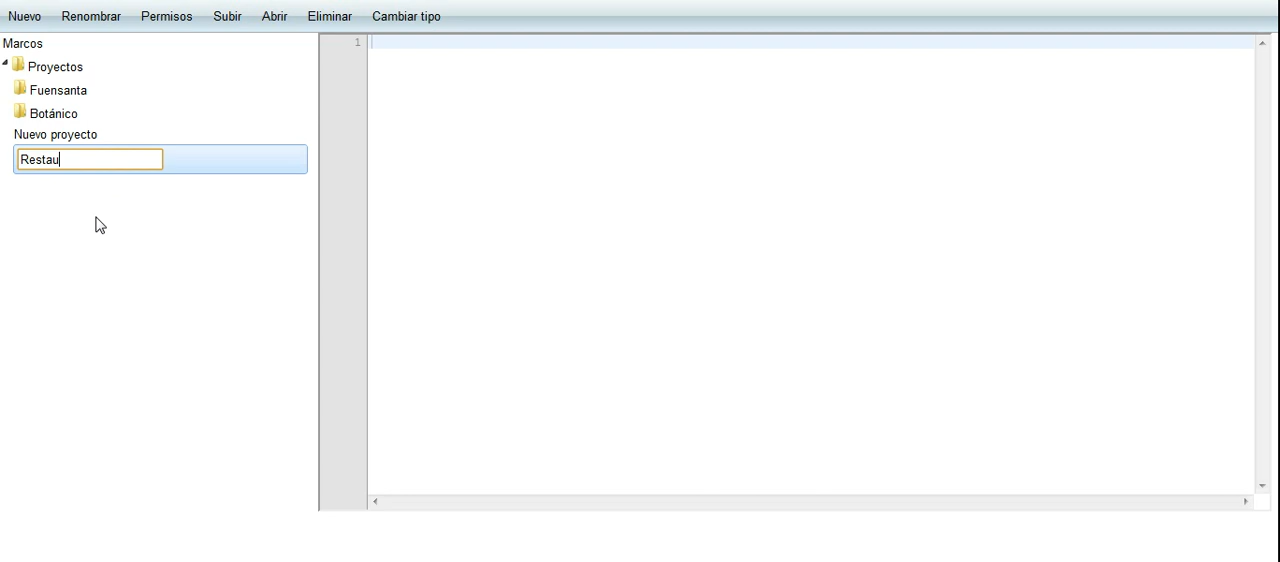 Nuevo Renombrar Permisos Subir Abrir Eliminar Cambiar tipo
Marcos
Proyectos
Fuensanta
Botánico
Nuevo proyecto
Restau
1